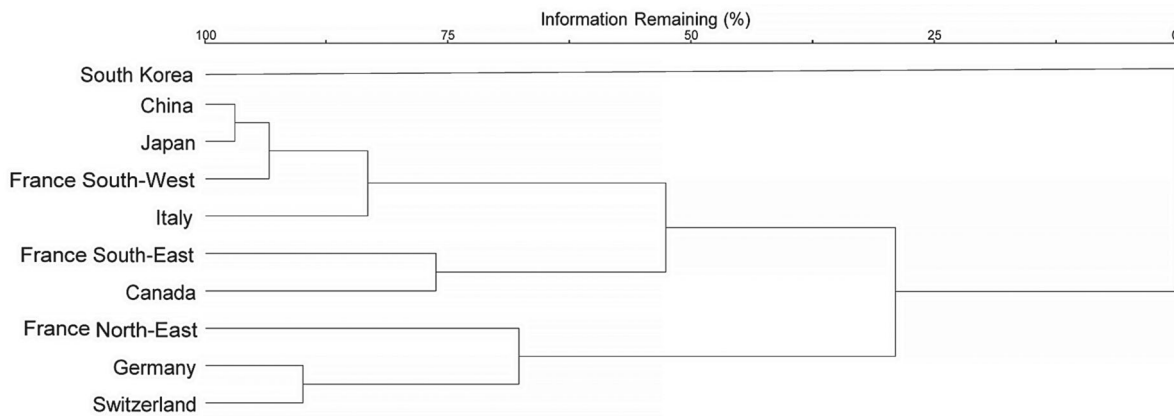 Information Remaining (%)
100 75 50 25 0
South Korea
China
Japan
France South-West
Italy
France South-East
Canada
France North-East
Germany
Switzerland